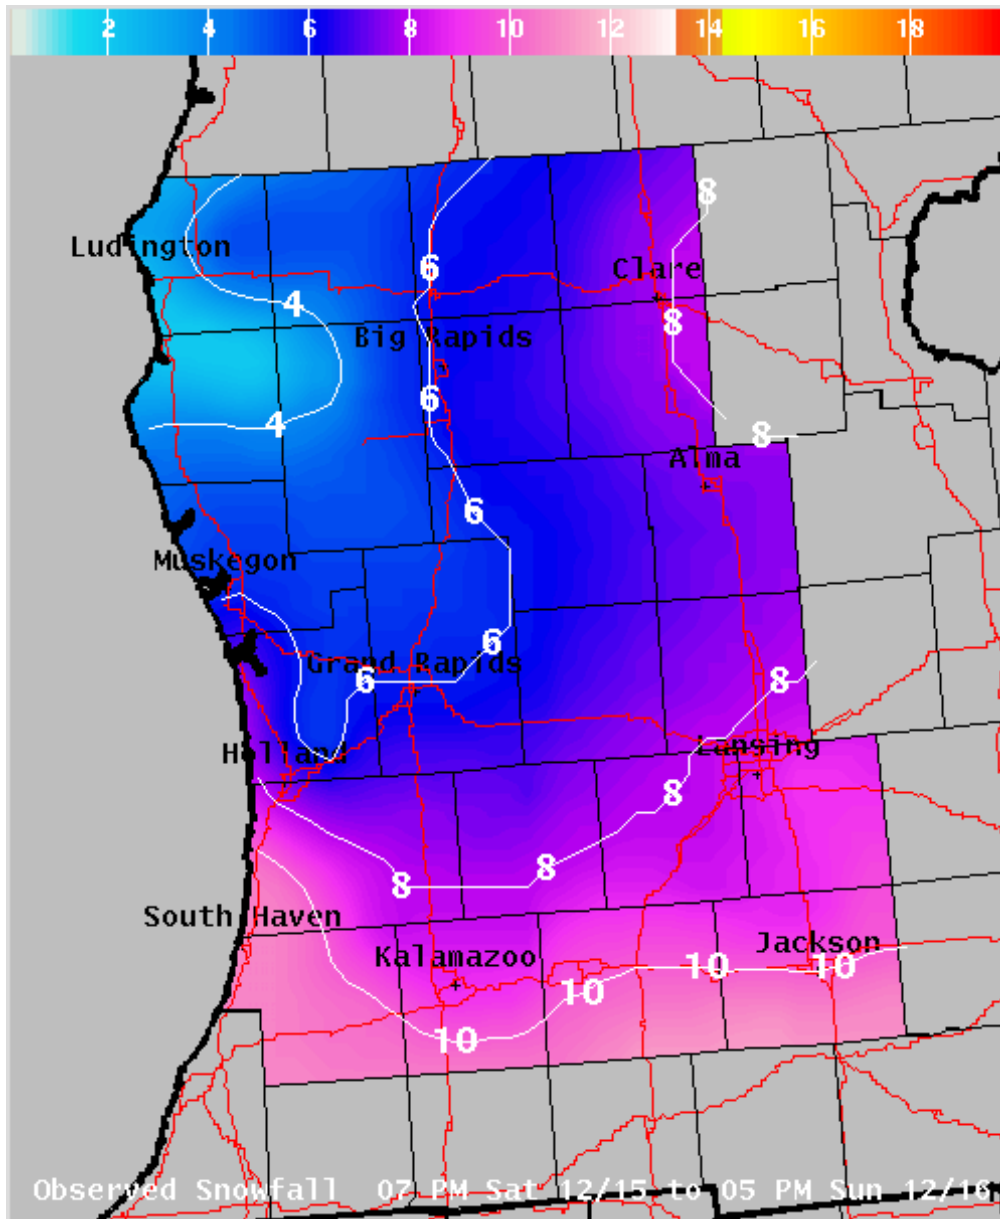 2 4 6 8 10 12 14 16 18
8
Ludington
6
Clare
4
8
Big Rapids
6
4
8
Alma
6
Muskegon
6
Grand Rapids
6
8
Holland
Lansing
8
8
8
South Haven
Jackson
Kalamazoo
10
10
10
10
Observed Snowfall 07 PM Sat 12/15 to 05 PM Sun 12/16